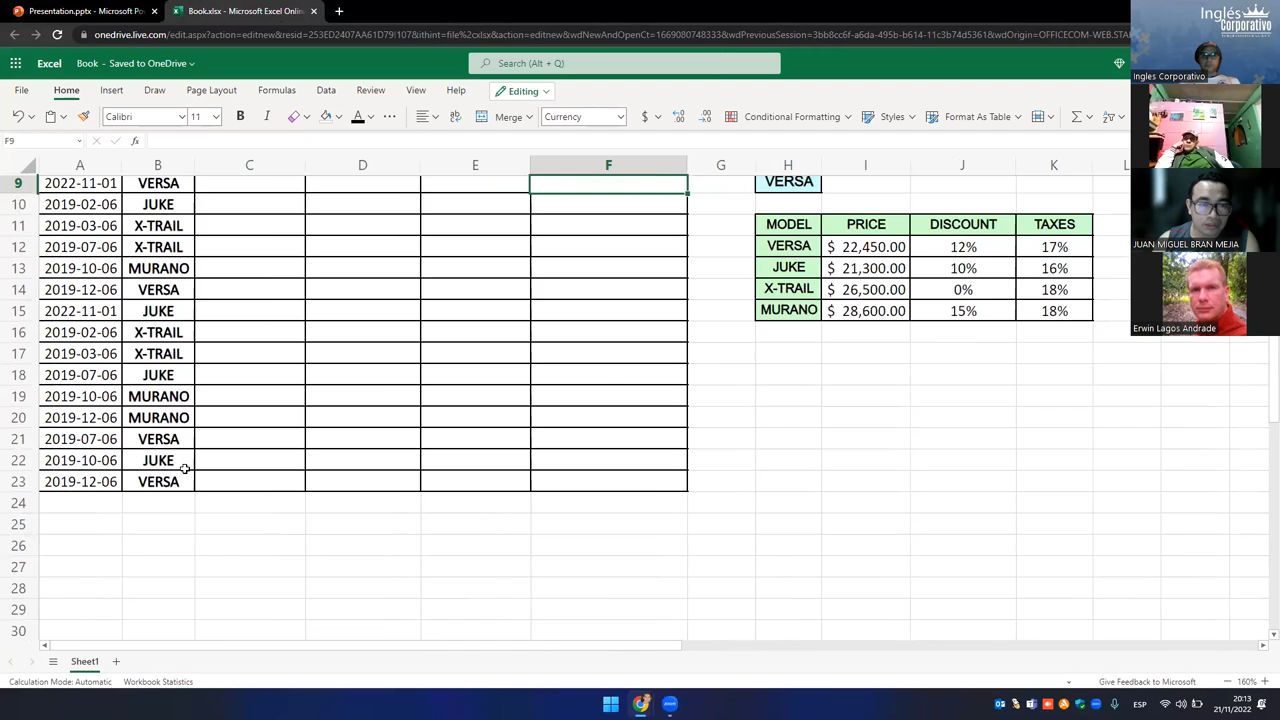 Presentation.pptx - Microsoft Po
Book.xlsx - Microsoft Excel Onlin
onedrive.live.com/edit.aspx?action=editnew&resid=253ED2407AA61D79!107&ithint=file%2cxlsx&action=editnew&wdNewAndOpenCt=1669080748333&wdPreviousSession=3bb8cc6f-a6da-495b-b614-11c3b74d5361&wdOrigin=OFFICECOM-WEB.STA
Excel Book - Saved to OneDrive
Search (Alt + Q)
File Home Insert Draw Page Layout Formulas Data Review View Help Editing
Calibri 11 B A Merge Currency $ Conditional Formatting Styles Format As Table
F9 fx
A B C D E F G H I J K L
9 2022-11-01 VERSA VERSA
10 2019-02-06 JUKE
11 2019-03-06 X-TRAIL MODEL PRICE DISCOUNT TAXES
12 2019-07-06 X-TRAIL VERSA $ 22,450.00 12% 17%
13 2019-10-06 MURANO JUKE $ 21,300.00 10% 16%
14 2019-12-06 VERSA X-TRAIL $ 26,500.00 0% 18%
15 2022-11-01 JUKE MURANO $ 28,600.00 15% 18%
16 2019-02-06 X-TRAIL
17 2019-03-06 X-TRAIL
18 2019-07-06 JUKE
19 2019-10-06 MURANO
20 2019-12-06 MURANO
21 2019-07-06 VERSA
22 2019-10-06 JUKE
23 2019-12-06 VERSA
24
25
26
27
28
29
30
Sheet1
Calculation Mode: Automatic Workbook Statistics Give Feedback to Microsoft 160%
ESP 20:13
21/11/2022
Inglés
Corporativo
Ingles Corporativo
JUAN MIGUEL BRAN MEJIA
Erwin Lagos Andrade